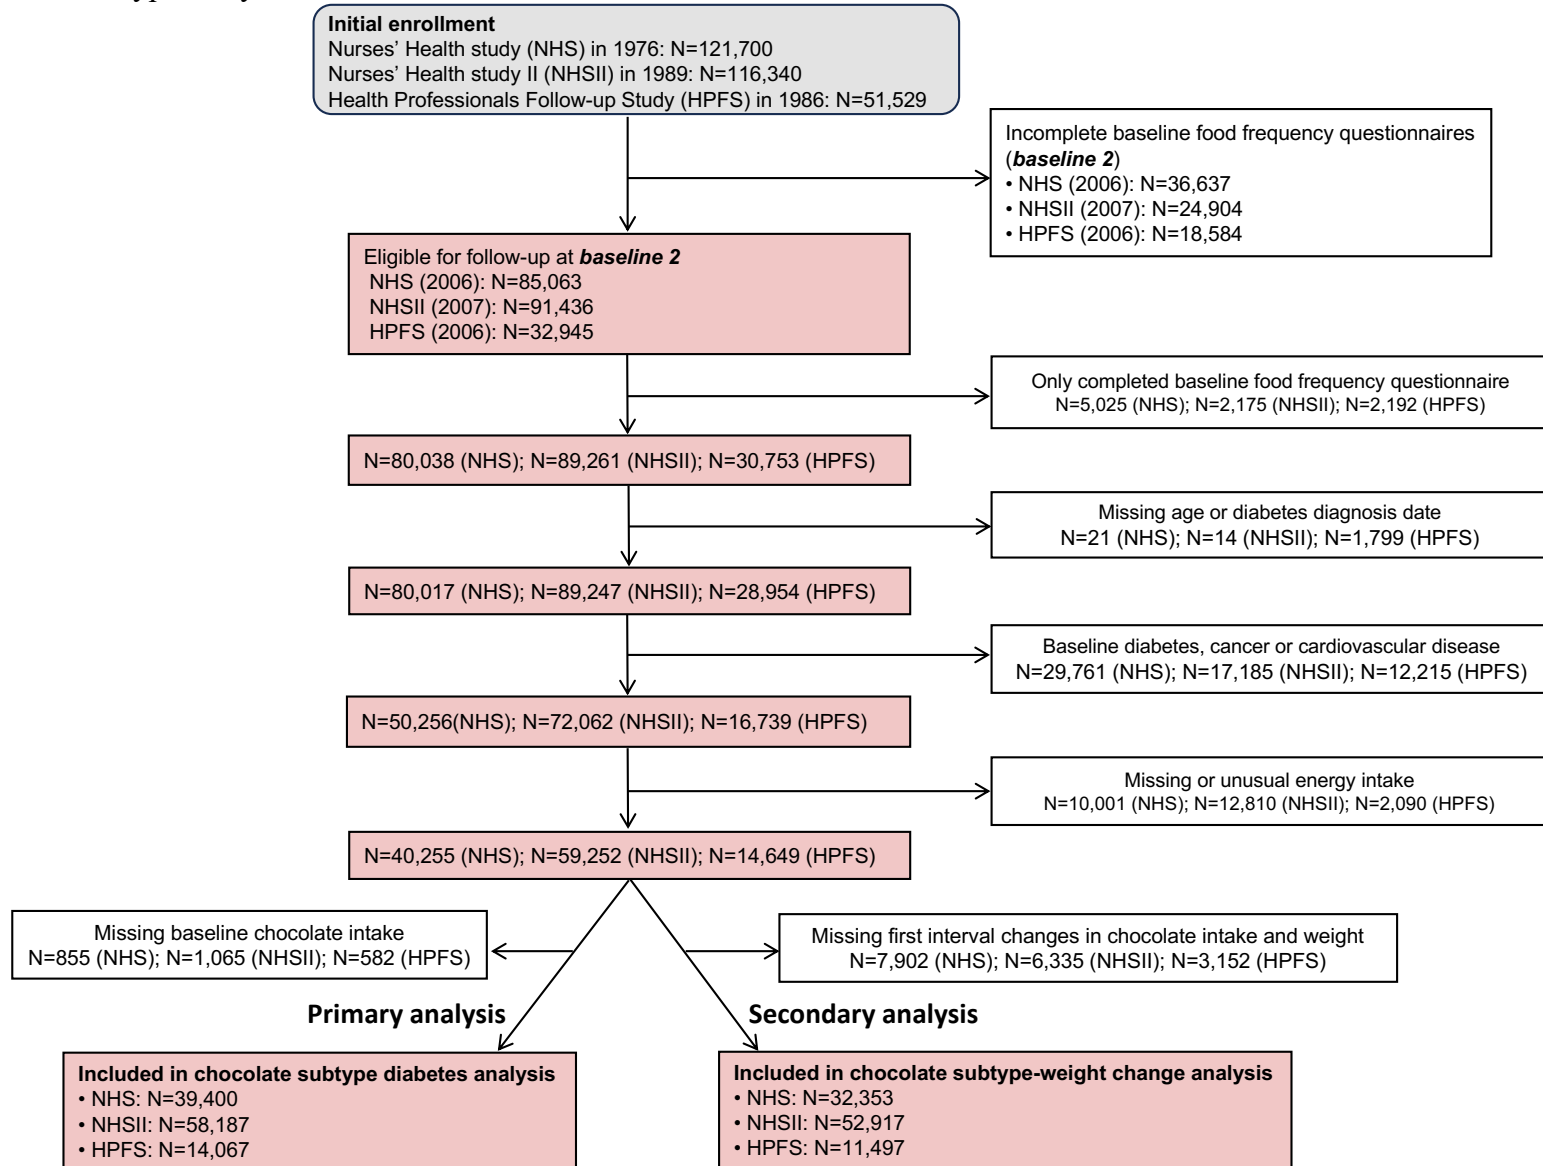 Initial enrollment
Nurses' Health study (NHS) in 1976: N=121,700
Nurses' Health study II (NHSII) in 1989: N=116,340
Health Professionals Follow-up Study (HPFS) in 1986: N=51,529
Incomplete baseline food frequency questionnaires
(baseline 2)
• NHS (2006): N=36,637
• NHSII (2007): N=24,904
• HPFS (2006): N=18,584
Eligible for follow-up at baseline 2
NHS (2006): N=85,063
NHSII (2007): N=91,436
HPFS (2006): N=32,945
Only completed baseline food frequency questionnaire
N=5,025 (NHS); N=2,175 (NHSII); N=2,192 (HPFS)
N=80,038 (NHS); N=89,261 (NHSII); N=30,753 (HPFS)
Missing age or diabetes diagnosis date
N=21 (NHS); N=14 (NHSII); N=1,799 (HPFS)
N=80,017 (NHS); N=89,247 (NHSII); N=28,954 (HPFS)
Baseline diabetes, cancer or cardiovascular disease
N=29,761 (NHS); N=17,185 (NHSII); N=12,215 (HPFS)
N=50,256(NHS); N=72,062 (NHSII); N=16,739 (HPFS)
Missing or unusual energy intake
N=10,001 (NHS); N=12,810 (NHSII); N=2,090 (HPFS)
N=40,255 (NHS); N=59,252 (NHSII); N=14,649 (HPFS)
Missing baseline chocolate intake
N=855 (NHS); N=1,065 (NHSII); N=582 (HPFS)
Missing first interval changes in chocolate intake and weight
N=7,902 (NHS); N=6,335 (NHSII); N=3,152 (HPFS)
Primary analysis
Secondary analysis
Included in chocolate subtype diabetes analysis
• NHS: N=39,400
• NHSII: N=58,187
• HPFS: N=14,067
Included in chocolate subtype-weight change analysis
• NHS: N=32,353
• NHSII: N=52,917
• HPFS: N=11,497